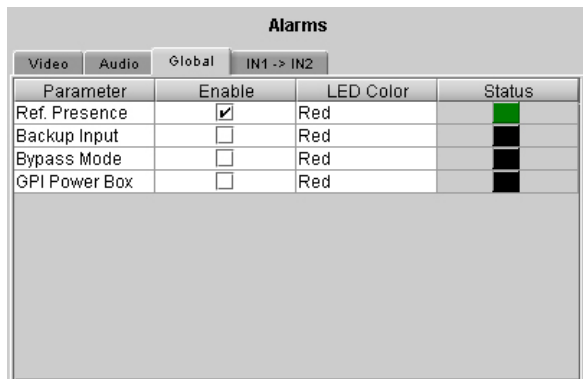 Alarms
Video Audio Global IN1 -> IN2
Parameter Enable LED Color Status
Ref. Presence Red
Backup Input Red
Bypass Mode Red
GPI Power Box Red